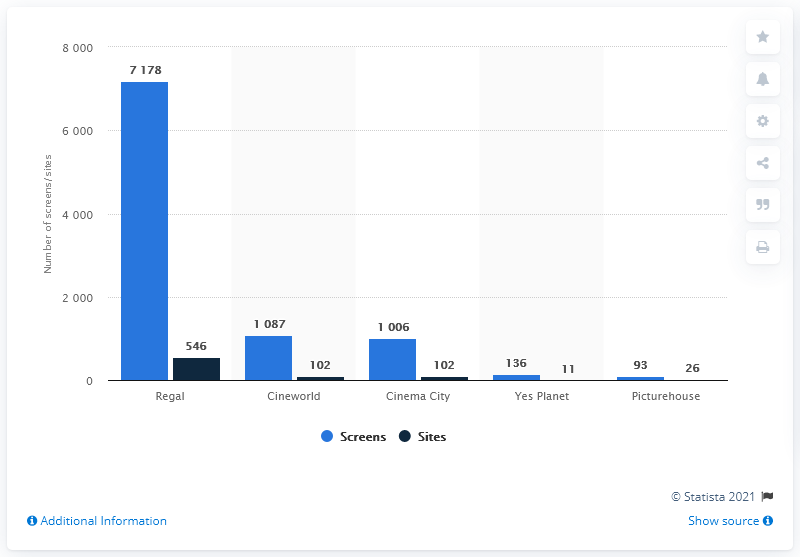 8 000
7 178
6 000
Number of screens/sites
4 000
2 000
1 087
1 006
546
102
102
136
11
93
26
0
Regal
Cineworld
Cinema City
Yes Planet
Picturehouse
Screens
Sites
© Statista 2021
Additional Information
Show source